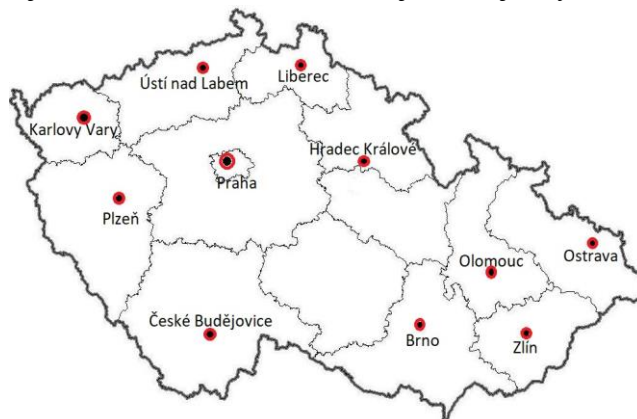 Ústí nad Labem
Liberec
Karlovy Vary
Hradec Králové
Praha
Plzeň
Olomouc
Ostrava
České Budějovice
Brno
Zlín